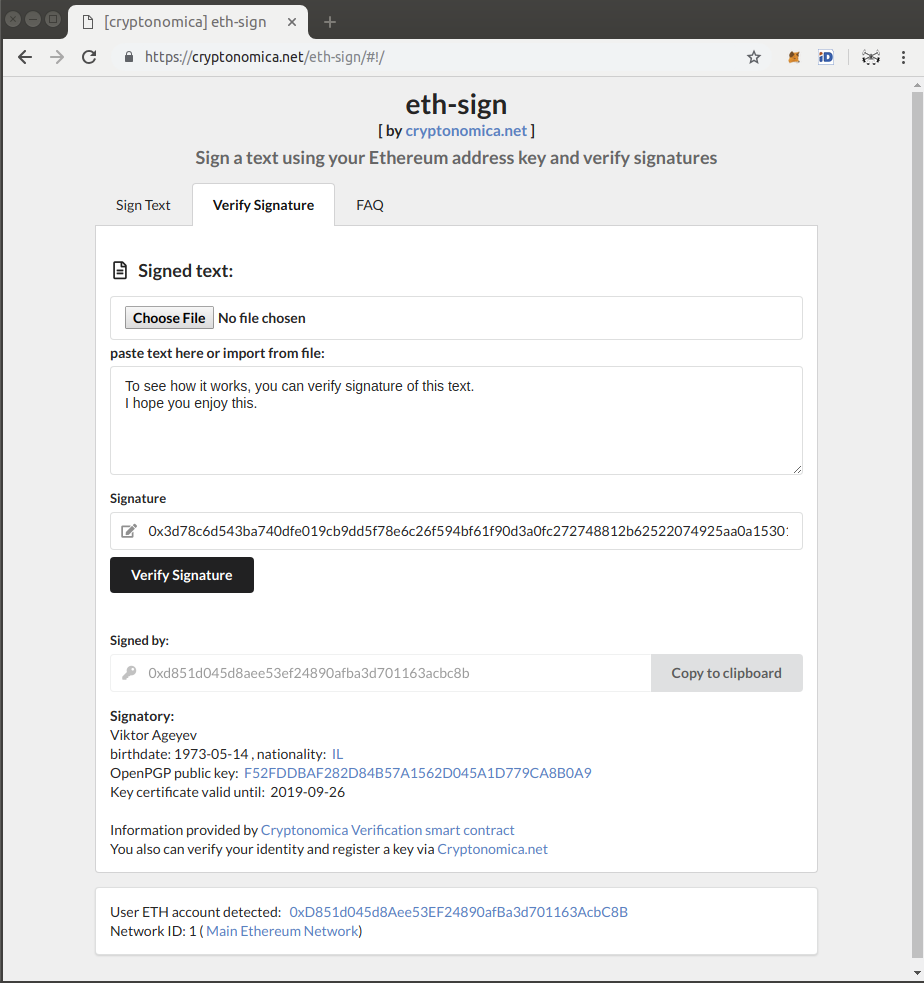 [cryptonomica] eth-sign
https://cryptonomica.net/eth-sign/#!/
iD
eth-sign
[ by cryptonomica.net ]
Sign a text using your Ethereum address key and verify signatures
Sign Text Verify Signature FAQ
Signed text:
Choose File No file chosen
paste text here or import from file:
To see how it works, you can verify signature of this text.
I hope you enjoy this.
Signature
0x3d78c6d543ba740dfe019cb9dd5f78e6c26f594bf61f90d3a0fc272748812b62522074925aa0a15301
Verify Signature
Signed by:
0xd851d045d8aee53ef24890afba3d701163acbc8b Copy to clipboard
Signatory:
Viktor Ageyev
birthdate: 1973-05-14 , nationality: IL
OpenPGP public key: F52FDDBAF282D84B57A1562D045A1D779CA8B0A9
Key certificate valid until: 2019-09-26
Information provided by Cryptonomica Verification smart contract
You also can verify your identity and register a key via Cryptonomica.net
User ETH account detected: 0xD851d045d8Aee53EF24890afBa3d701163AcbC8B
Network ID: 1 ( Main Ethereum Network)